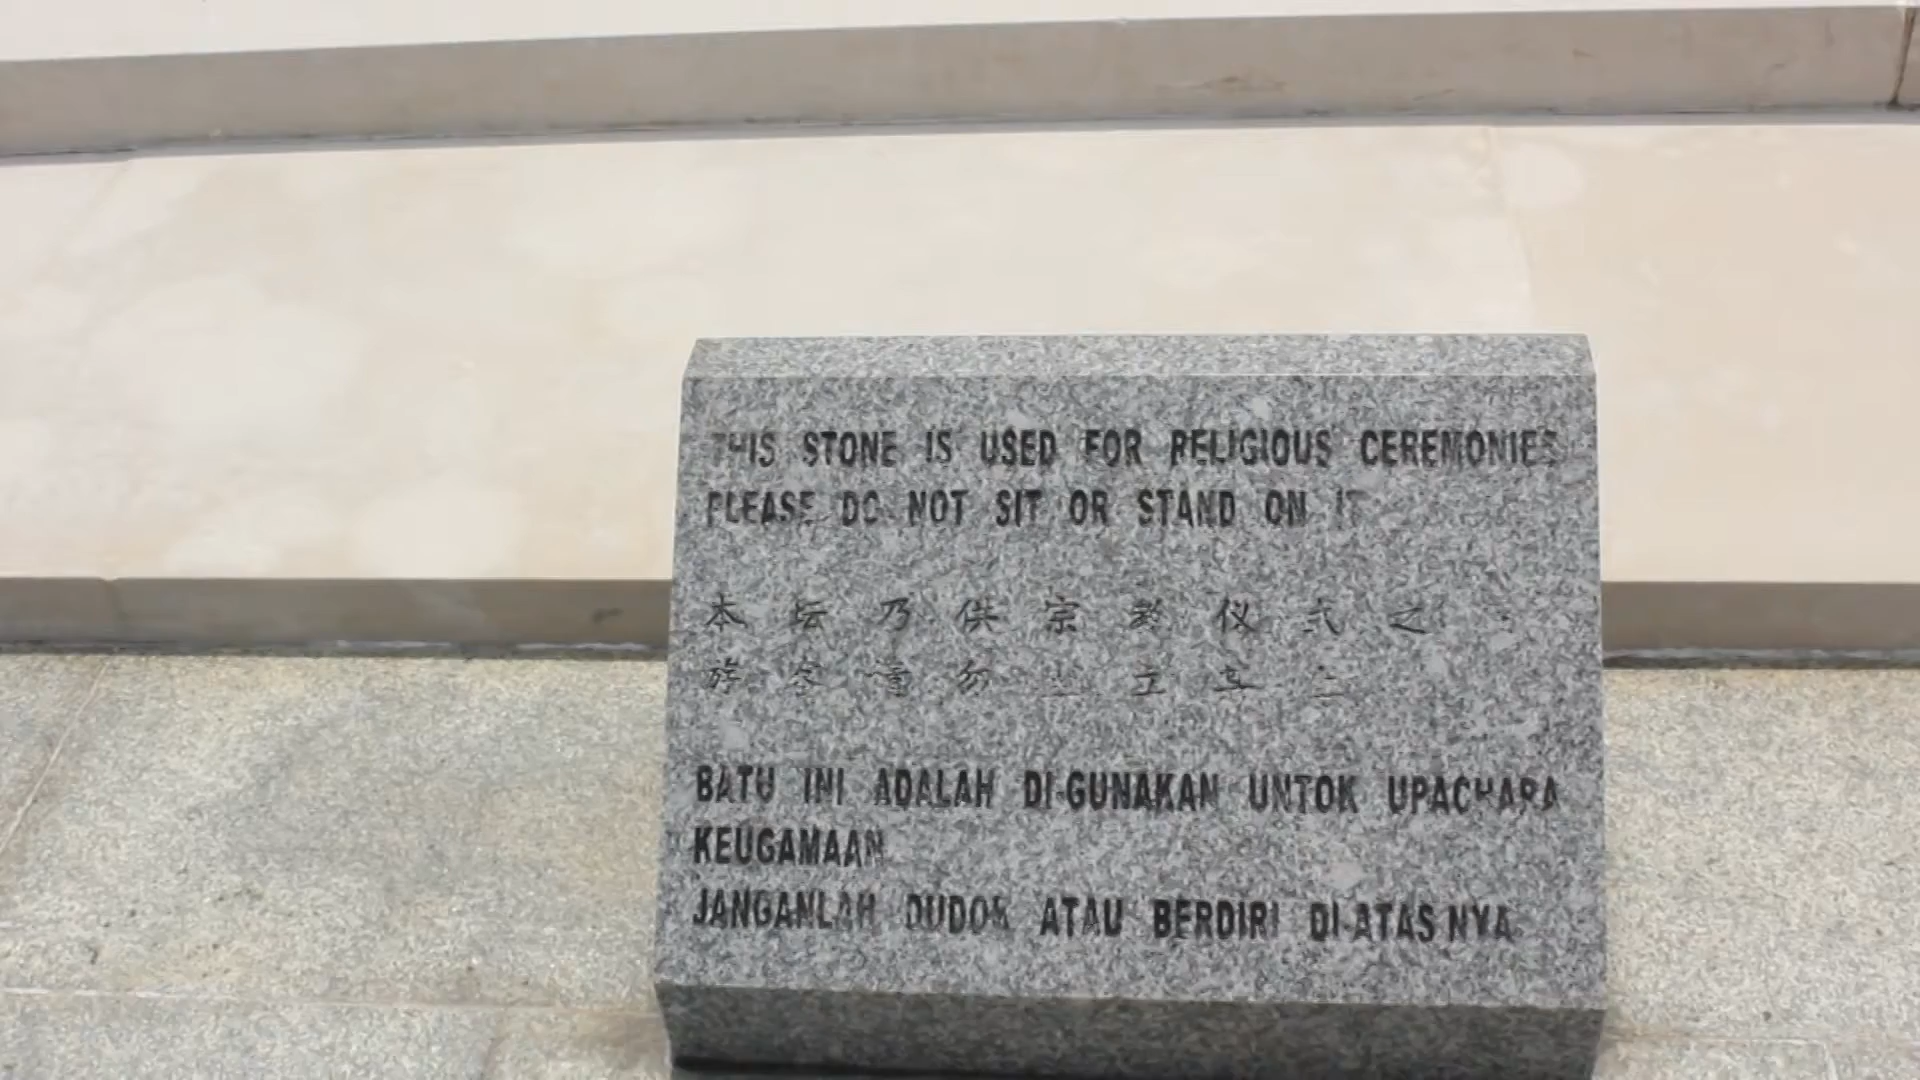 THIS STONE IS USED FOR RELIGIOUS CEREMONIES
PLEASE DO NOT SIT OR STAND ON IT
本坛乃供宗教仪式之
请勿
BATU INI ADALAH DI-GUNAKAN UNTOK UPACHARA
KEUGAMAAN
JANGANLAH DUDOK ATAU BERDIRI DI-ATAS NYA